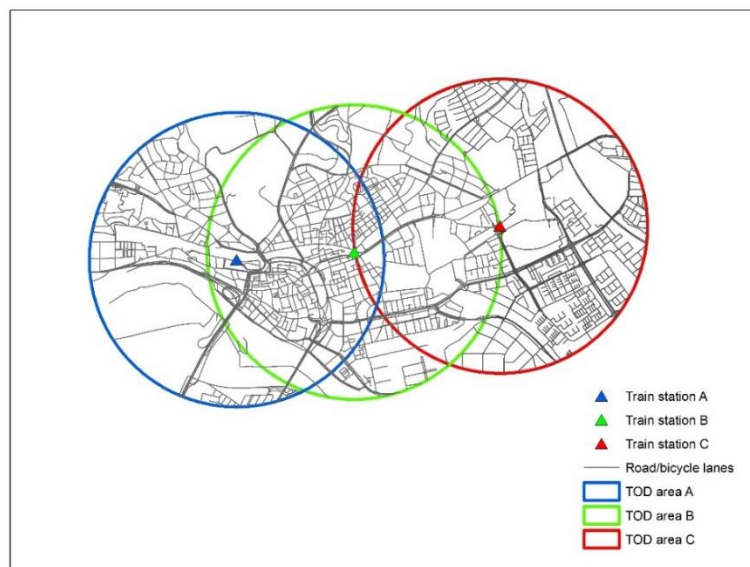 Train station A
Train station B
Train station C
Road/bicycle lanes
TOD area A
TOD area B
TOD area C